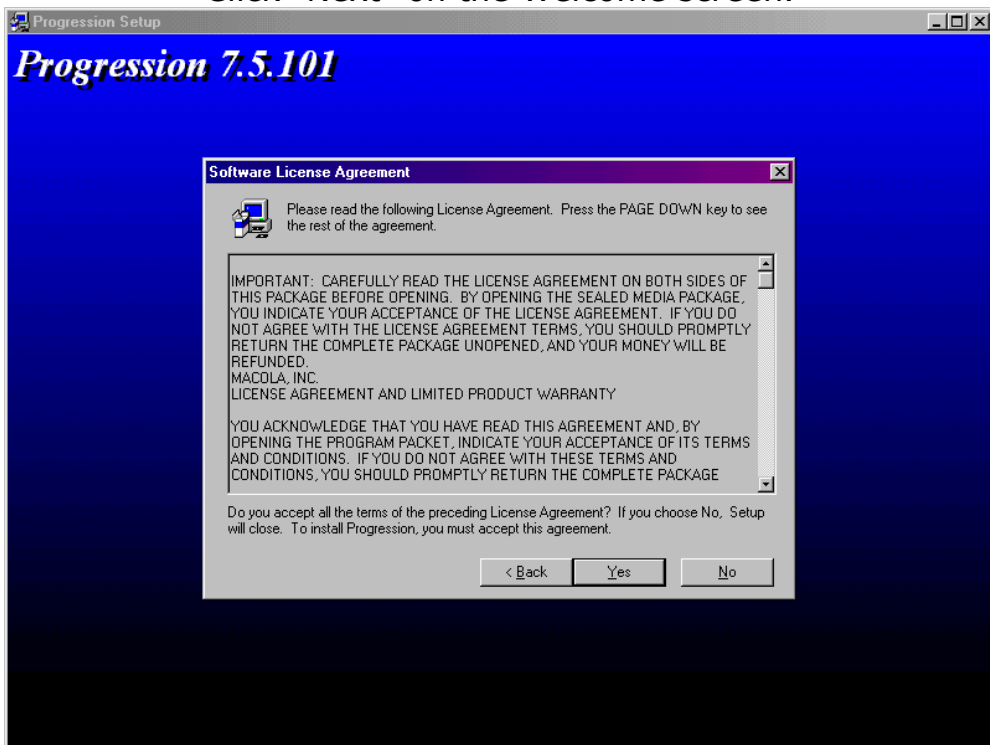 Click "Next" on the Welcome screen.
Progression Setup
Progression 7.5.101
Software License Agreement
Please read the following License Agreement. Press the PAGE DOWN key to see
the rest of the agreement.
IMPORTANT: CAREFULLY READ THE LICENSE AGREEMENT ON BOTH SIDES OF
THIS PACKAGE BEFORE OPENING. BY OPENING THE SEALED MEDIA PACKAGE,
YOU INDICATE YOUR ACCEPTANCE OF THE LICENSE AGREEMENT. IF YOU DO
NOT AGREE WITH THE LICENSE AGREEMENT TERMS, YOU SHOULD PROMPTLY
RETURN THE COMPLETE PACKAGE UNOPENED, AND YOUR MONEY WILL BE
REFUNDED.
MACOLA, INC.
LICENSE AGREEMENT AND LIMITED PRODUCT WARRANTY
YOU ACKNOWLEDGE THAT YOU HAVE READ THIS AGREEMENT AND, BY
OPENING THE PROGRAM PACKET, INDICATE YOUR ACCEPTANCE OF ITS TERMS
AND CONDITIONS. IF YOU DO NOT AGREE WITH THESE TERMS AND
CONDITIONS, YOU SHOULD PROMPTLY RETURN THE COMPLETE PACKAGE
Do you accept all the terms of the preceding License Agreement? If you choose No, Setup
will close. To install Progression, you must accept this agreement.
< Back Yes No